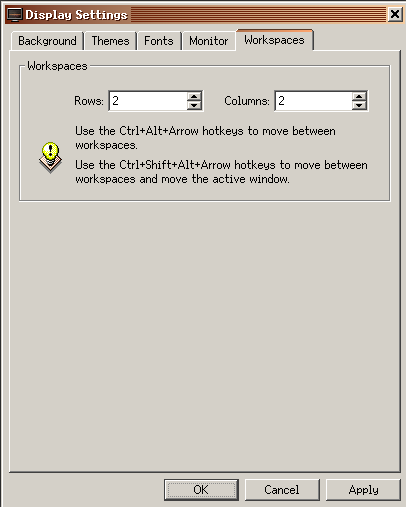 Display Settings
Background Themes Fonts Monitor Workspaces
Workspaces
Rows: 2 Columns: 2
Use the Ctrl+Alt+Arrow hotkeys to move between
workspaces.
Use the Ctrl+Shift+Alt+Arrow hotkeys to move between
workspaces and move the active window.
OK Cancel Apply